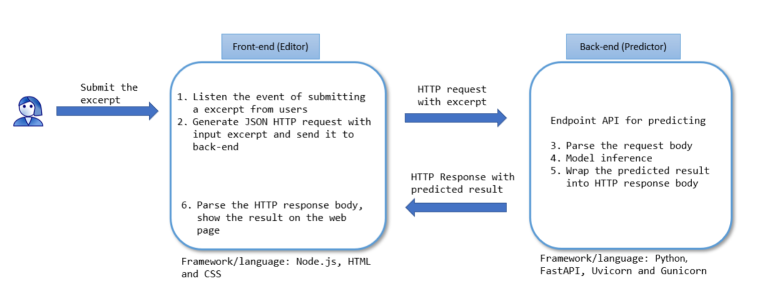 Front-end (Editor)
Back-end (Predictor)
Submit the
excerpt
1. Listen the event of submitting
a excerpt from users
2. Generate JSON HTTP request with
input excerpt and send it to
back-end
6. Parse the HTTP response body,
show the result on the web
page
Framework/language: Node.js, HTML
and CSS
HTTP request
with excerpt
HTTP Response with
predicted result
Endpoint API for predicting
3. Parse the request body
4. Model inference
5. Wrap the predicted result
into HTTP response body
Framework/language: Python,
FastAPI, Uvicorn and Gunicorn